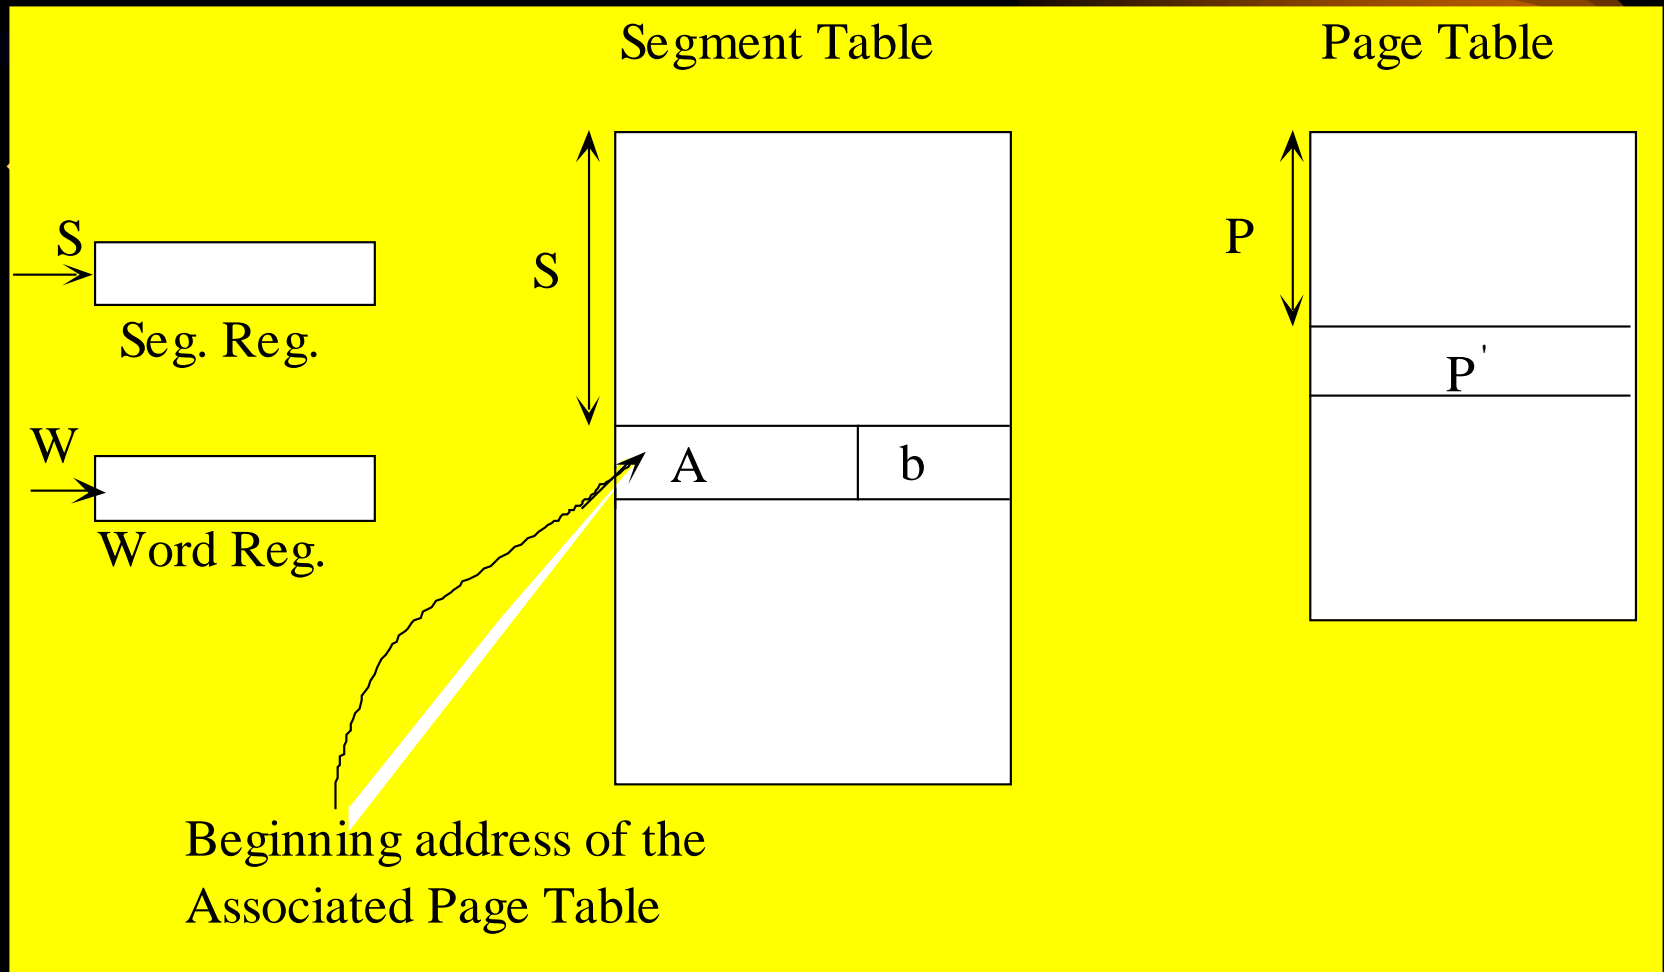 Segment Table
Page Table
S
Seg. Reg.
W
Word Reg.
S
A
b
P
P'
Beginning address of the
Associated Page Table